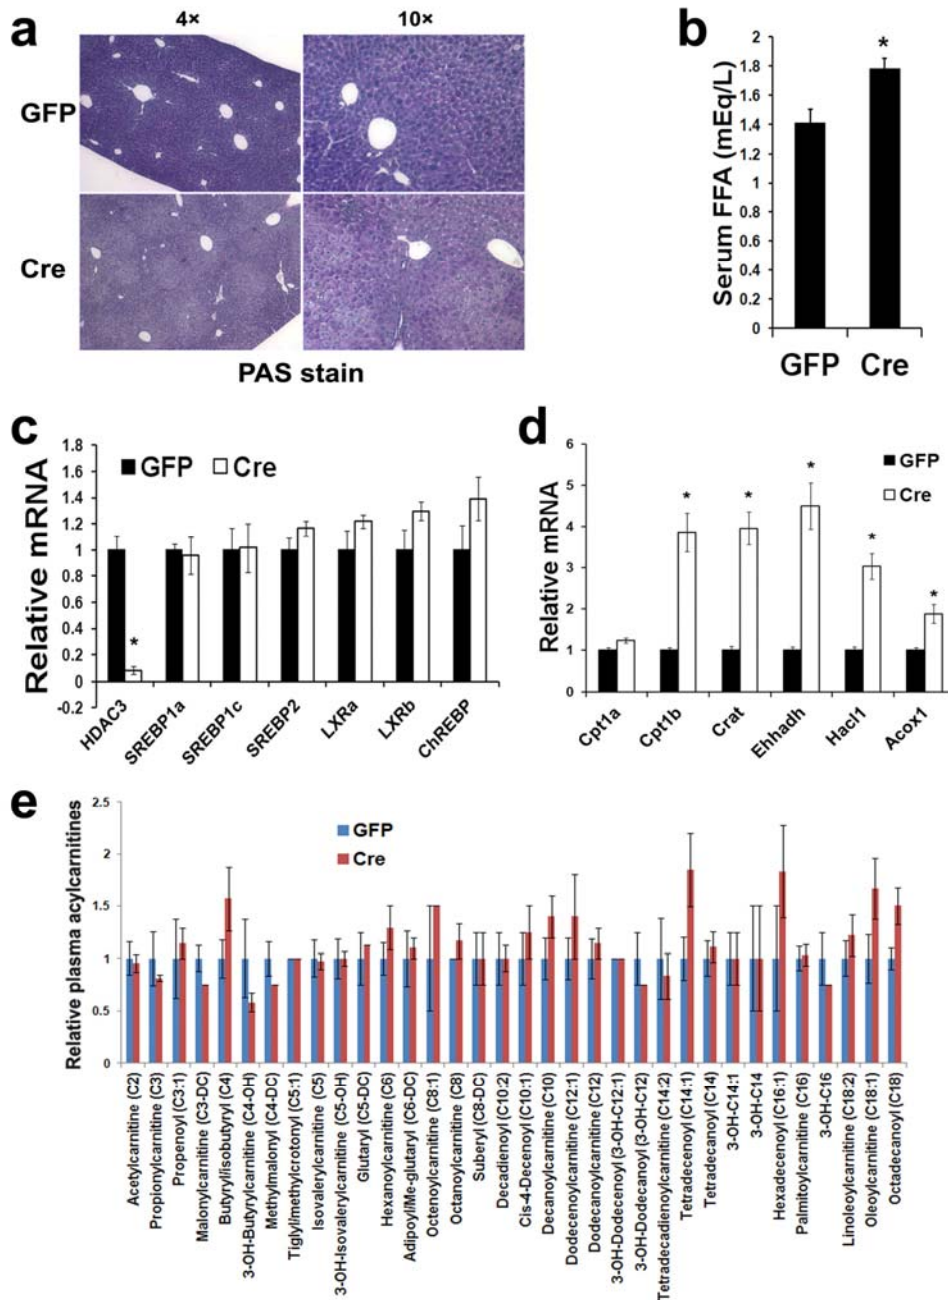 a
4×
10×
GFP
Cre
PAS stain
b
Serum FFA (mEq/L)
2
1.8
1.6
1.4
1.2
1
0.8
0.6
0.4
0.2
0
*
GFP
Cre
c
Relative mRNA
1.8
1.6
1.4
1.2
1
0.8
0.6
0.4
0.2
0
-0.2
GFP
Cre
*
HDAC3
SREBP1a
SREBP1c
SREBP2
LXRa
LXRb
ChREBP
d
Relative mRNA
6
5
4
3
2
1
0
GFP
Cre
*
*
*
*
*
Cpt1a
Cpt1b
Crat
Ehhadh
Hacl1
Acox1
e
Relative plasma acylcarnitines
2.5
2
1.5
1
0.5
0
GFP
Cre
Acetylcarnitine (C2)
Propionylcarnitine (C3)
Propenoyl (C3:1)
Malonylcarnitine (C3-DC)
Butyryl/isobutyryl (C4)
3-OH-Butyrylcarnitine (C4-OH)
Methylmalonyl (C4-DC)
Tiglyl/methylcrotonyl (C5:1)
Isovalerylcarnitine (C5)
3-OH-Isovalerylcarnitine (C5-OH)
Glutaryl (C5-DC)
Hexanoylcarnitine (C6)
Adipoyl/Me-glutaryl (C6-DC)
Octenoylcarnitine (C8:1)
Octanoylcarnitine (C8)
Suberyl (C8-DC)
Decadienoyl (C10:2)
Cis-4-Decenoyl (C10:1)
Decanoylcarnitine (C10)
Dodecenoylcarnitine (C12:1)
Dodecanoylcarnitine (C12)
3-OH-Dodecenoyl (3-OH-C12:1)
3-OH-Dodecanoyl (3-OH-C12)
Tetradecadienoylcarnitine (C14:2)
Tetradecenoyl (C14:1)
Tetradecanoyl (C14)
3-OH-C14:1
3-OH-C14
Hexadecenoyl (C16:1)
Palmitoylcarnitine (C16)
3-OH-C16
Linoleoylcarnitine (C18:2)
Oleoylcarnitine (C18:1)
Octadecanoyl (C18)